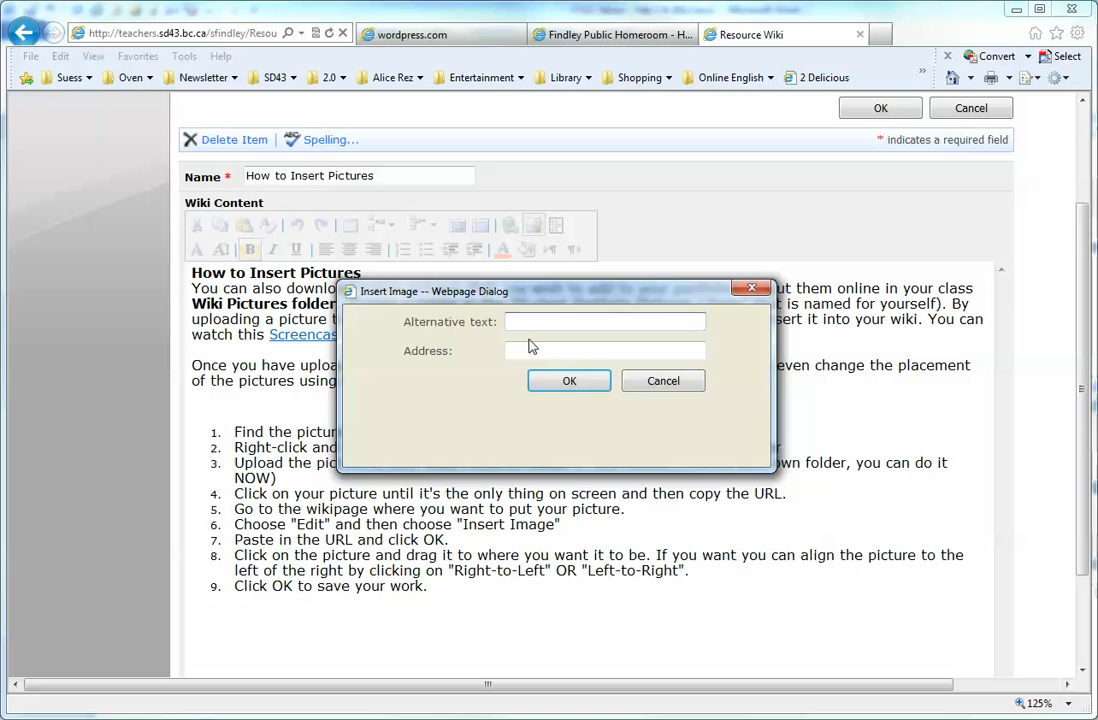 http://teachers.sd43.bc.ca/sfindley/Resou
wordpress.com
Findley Public Homeroom - H...
Resource Wiki
File Edit View Favorites Tools Help
Convert Select
Suess Oven Newsletter SD43 2.0 Alice Rez Entertainment Library Shopping Online English 2 Delicious
OK Cancel
Delete Item Spelling... * indicates a required field
Name * How to Insert Pictures
Wiki Content
How to Insert Pictures
You can also downlo
ut them online in your class
Wiki Pictures folder
t is named for yourself). By
uploading a picture t
sert it into your wiki. You can
watch this Screencas
Once you have uploa
even change the placement
of the pictures using
Insert Image -- Webpage Dialog
Alternative text:
Address:
OK Cancel
1. Find the pictur
2. Right-click and
3. Upload the pic
wn folder, you can do it
NOW)
4. Click on your picture until it's the only thing on screen and then copy the URL.
5. Go to the wikipage where you want to put your picture.
6. Choose "Edit" and then choose "Insert Image"
7. Paste in the URL and click OK.
8. Click on the picture and drag it to where you want it to be. If you want you can align the picture to the
left of the right by clicking on "Right-to-Left" OR "Left-to-Right".
9. Click OK to save your work.
125%